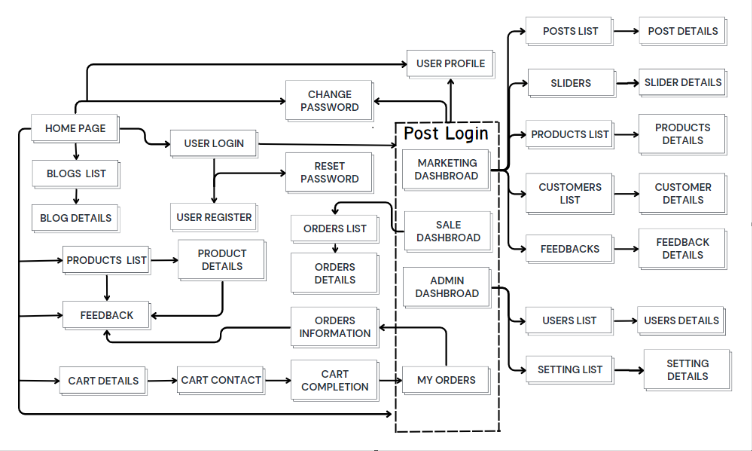 POSTS LIST
POST DETAILS
USER PROFILE
SLIDERS
SLIDER DETAILS
CHANGE
PASSWORD
HOME PAGE
USER LOGIN
Post Login
PRODUCTS LIST
PRODUCTS
DETAILS
BLOGS LIST
RESET
PASSWORD
MARKETING
DASHBROAD
CUSTOMERS
LIST
CUSTOMER
DETAILS
BLOG DETAILS
USER REGISTER
ORDERS LIST
SALE
DASHBROAD
FEEDBACKS
FEEDBACK
DETAILS
PRODUCTS LIST
PRODUCT
DETAILS
ORDERS
DETAILS
ADMIN
DASHBROAD
FEEDBACK
ORDERS
INFORMATION
USERS LIST
USERS DETAILS
CART DETAILS
CART CONTACT
CART
COMPLETION
MY ORDERS
SETTING LIST
SETTING
DETAILS